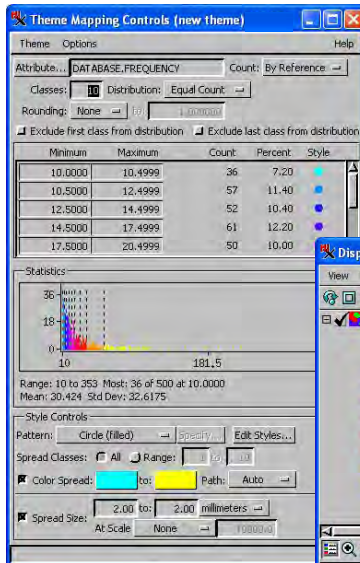 Theme Mapping Controls (new theme)
Theme Options Help
Attribute... DATABASE.FREQUENCY Count: By Reference
Classes: 10 Distribution: Equal Count
Rounding: None to 1.000000
Exclude first class from distribution Exclude last class from distribution
Minimum Maximum Count Percent Style
10.0000 10.4999 36 7.20
10.5000 12.4999 57 11.40
12.5000 14.4999 52 10.40
14.5000 17.4999 61 12.20
17.5000 20.4999 50 10.00
Disp
View
Statistics
36
18
0
10 181.5
Range: 10 to 353 Most: 36 of 500 at 10.0000
Mean: 30.424 Std Dev: 32.6175
Style Controls
Pattern: Circle (filled) Specify... Edit Styles...
Spread Classes: All Range: to
Color Spread: to: Path: Auto
Spread Size: 2.00 to: 2.00 millimeters
At Scale None